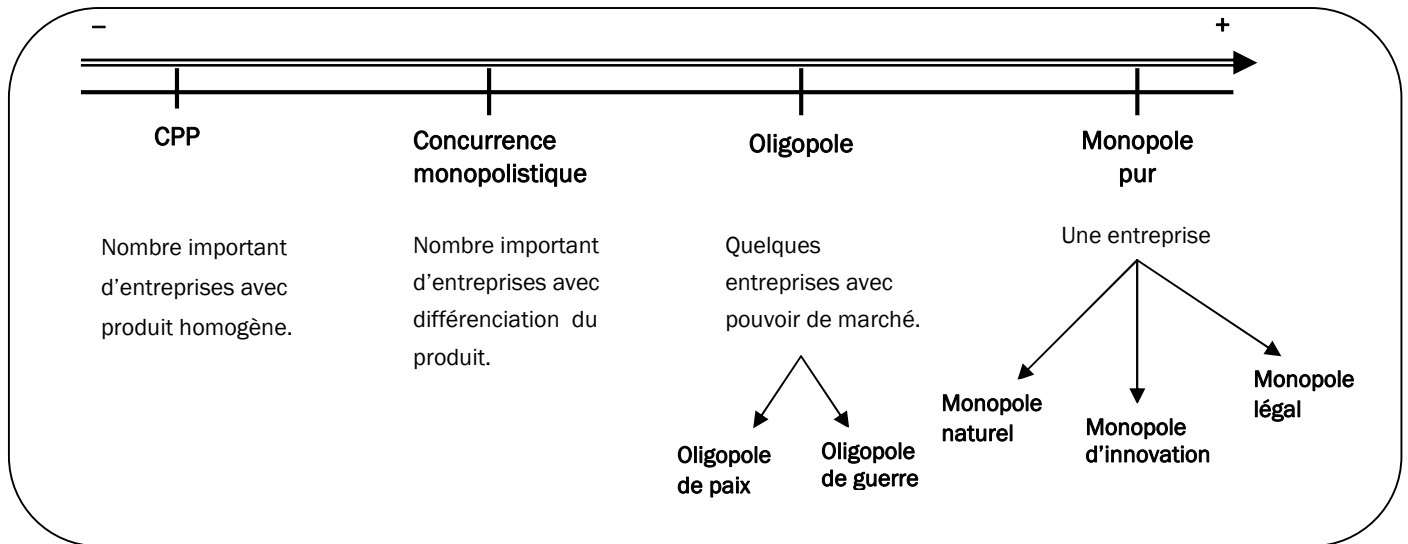 –
+
CPP
Concurrence
monopolistique
Oligopole
Monopole
pur
Nombre important
d'entreprises avec
produit homogène.
Nombre important
d'entreprises avec
différenciation du
produit.
Quelques
entreprises avec
pouvoir de marché.
Une entreprise
Oligopole
de paix
Oligopole
de guerre
Monopole
naturel
Monopole
d'innovation
Monopole
légal